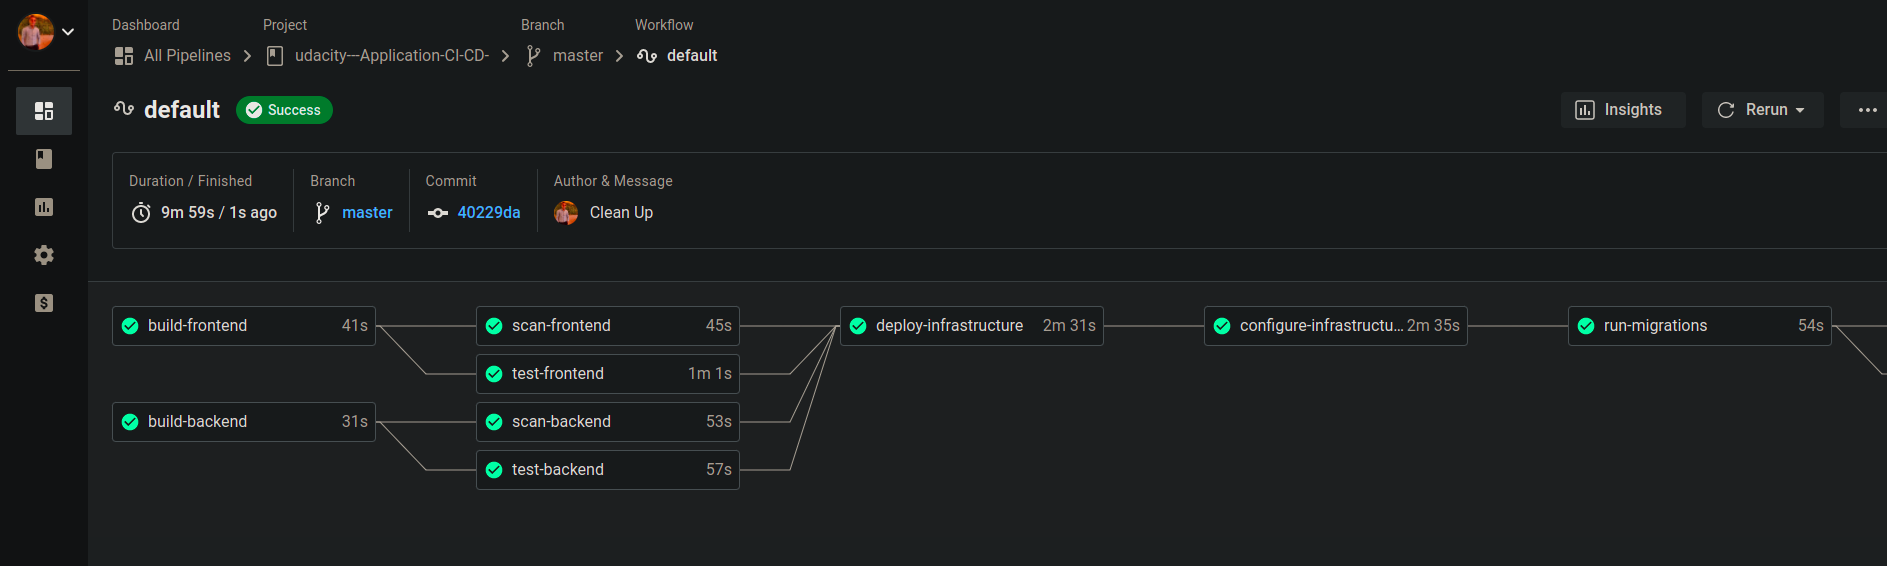 Dashboard Project Branch Workflow
All Pipelines udacity---Application-CI-CD- master default
default Success Insights Rerun
Duration / Finished Branch Commit Author & Message
9m 59s / 1s ago master 40229da Clean Up
build-frontend 41s scan-frontend 45s deploy-infrastructure 2m 31s configure-infrastructu... 2m 35s run-migrations 54s
test-frontend 1m 1s
build-backend 31s scan-backend 53s
test-backend 57s